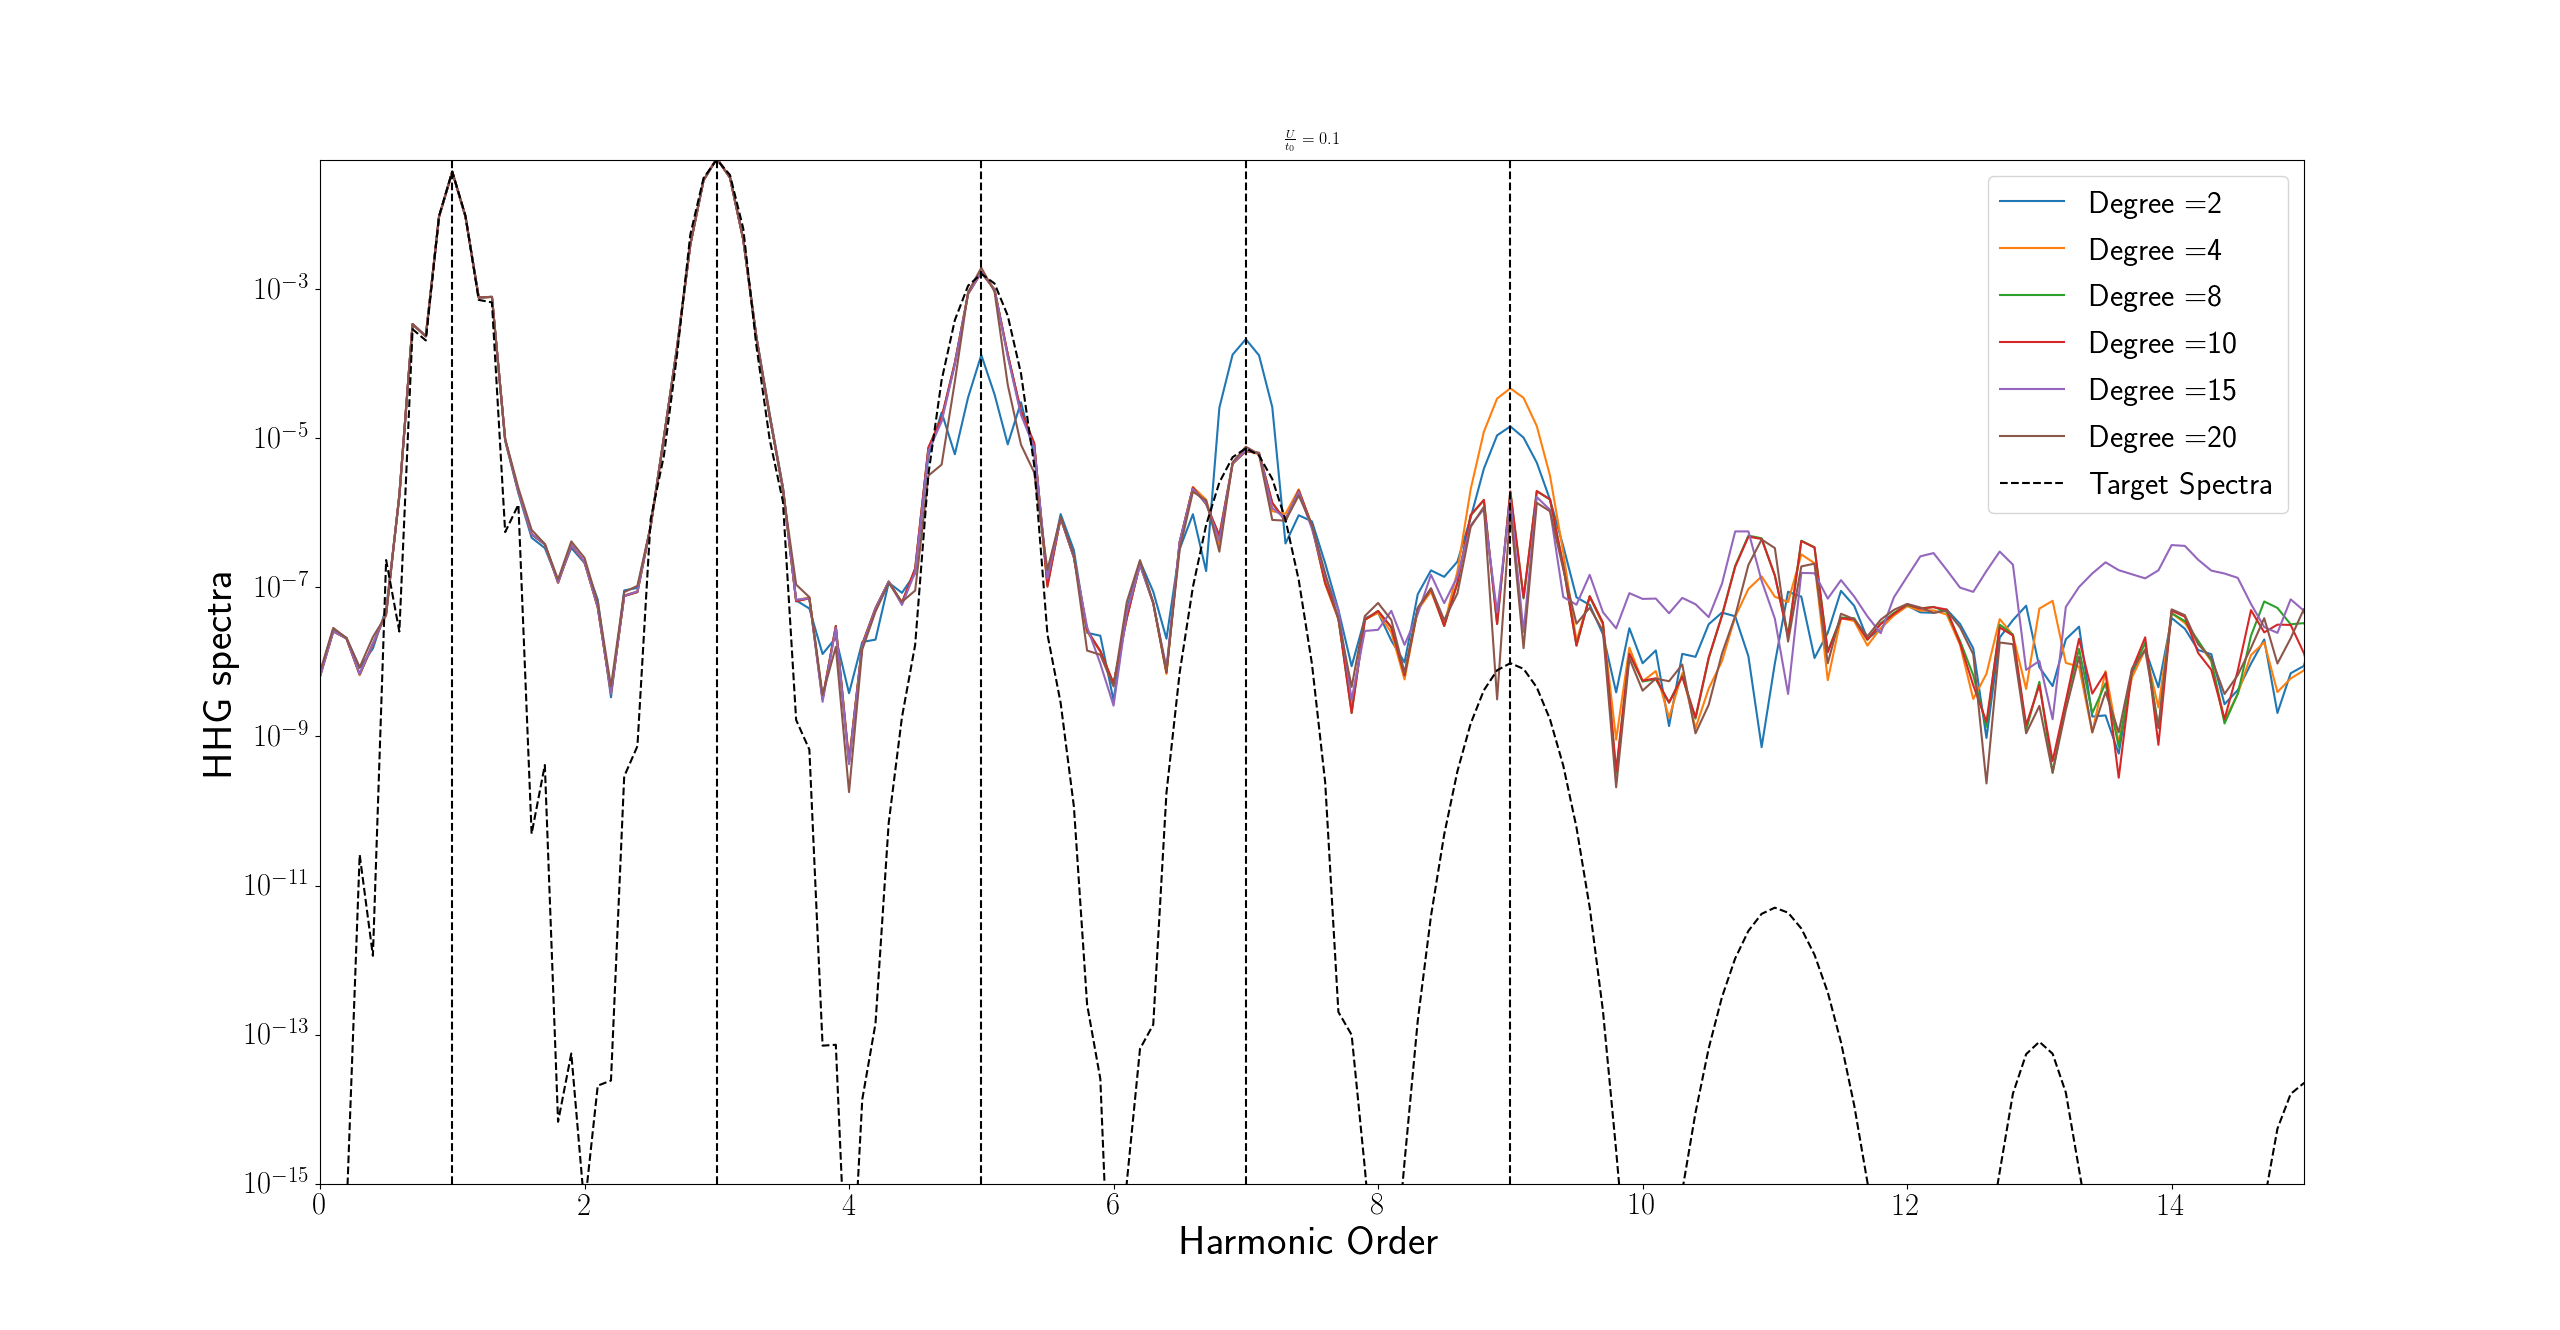 U/t₀ = 0.1
HHG spectra
10⁻³
10⁻⁵
10⁻⁷
10⁻⁹
10⁻¹¹
10⁻¹³
10⁻¹⁵
Degree =2
Degree =4
Degree =8
Degree =10
Degree =15
Degree =20
Target Spectra
0 2 4 6 8 10 12 14
Harmonic Order